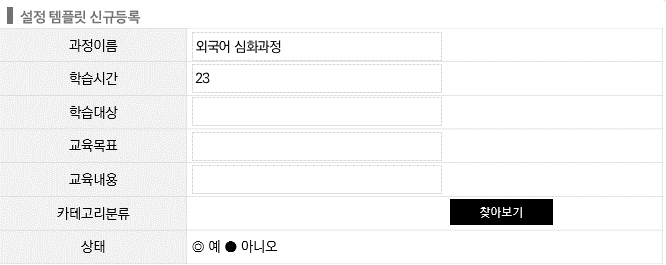 설정 템플릿 신규등록
과정이름 외국어 심화과정
학습시간 23
학습대상
교육목표
교육내용
카테고리분류 찾아보기
상태 ◎ 예 ● 아니오